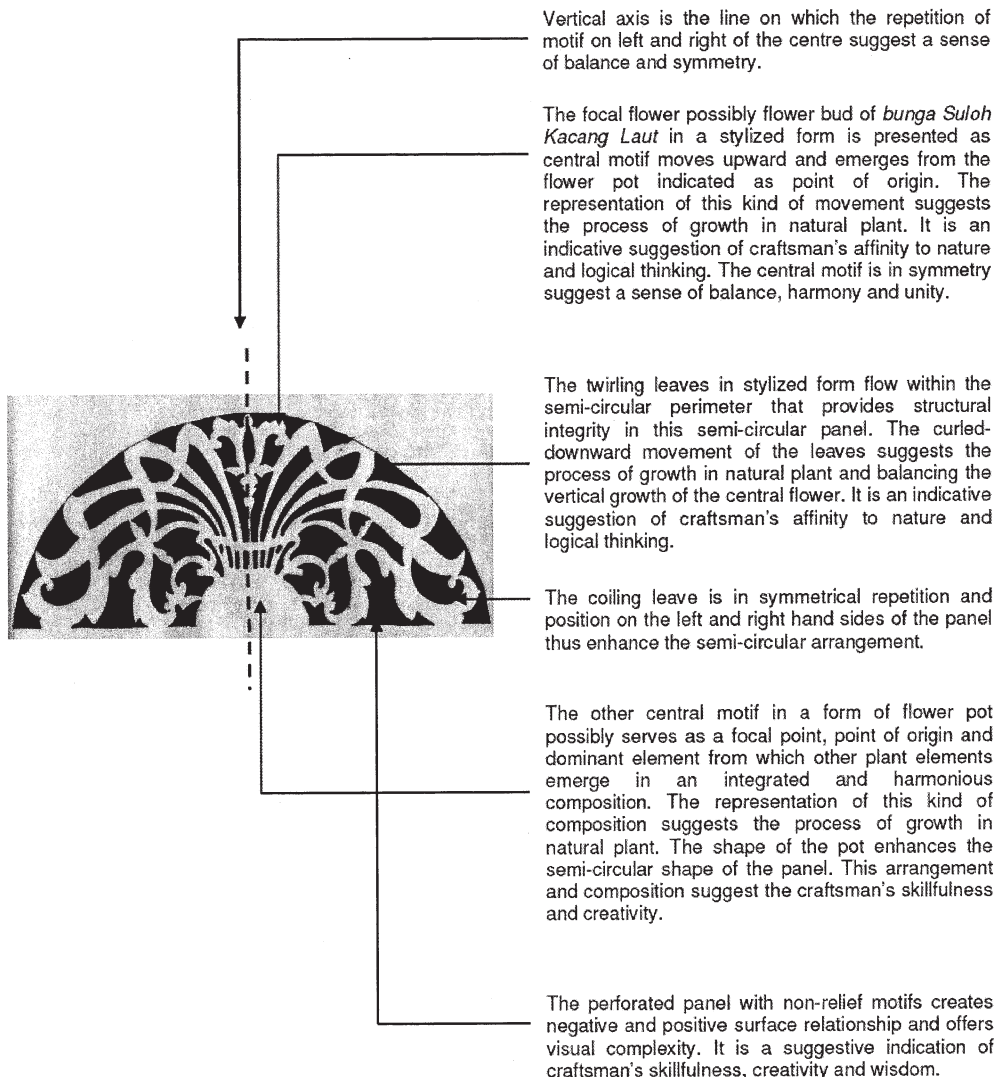 Vertical axis is the line on which the repetition of
motif on left and right of the centre suggest a sense
of balance and symmetry.
The focal flower possibly flower bud of bunga Suloh
Kacang Laut in a stylized form is presented as
central motif moves upward and emerges from the
flower pot indicated as point of origin. The
representation of this kind of movement suggests
the process of growth in natural plant. It is an
indicative suggestion of craftsman's affinity to nature
and logical thinking. The central motif is in symmetry
suggest a sense of balance, harmony and unity.
The twirling leaves in stylized form flow within the
semi-circular perimeter that provides structural
integrity in this semi-circular panel. The curled-
downward movement of the leaves suggests the
process of growth in natural plant and balancing the
vertical growth of the central flower. It is an indicative
suggestion of craftsman's affinity to nature and
logical thinking.
The coiling leave is in symmetrical repetition and
position on the left and right hand sides of the panel
thus enhance the semi-circular arrangement.
The other central motif in a form of flower pot
possibly serves as a focal point, point of origin and
dominant element from which other plant elements
emerge in an integrated and harmonious
composition. The representation of this kind of
composition suggests the process of growth in
natural plant. The shape of the pot enhances the
semi-circular shape of the panel. This arrangement
and composition suggest the craftsman's skillfulness
and creativity.
The perforated panel with non-relief motifs creates
negative and positive surface relationship and offers
visual complexity. It is a suggestive indication of
craftsman's skillfulness, creativity and wisdom.